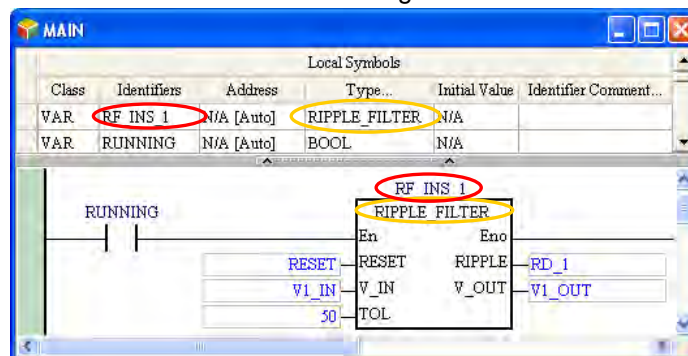 MAIN
Local Symbols
Class Identifiers Address Type... Initial Value Identifier Comment...
VAR RF_INS_1 N/A [Auto] RIPPLE_FILTER N/A
VAR RUNNING N/A [Auto] BOOL N/A
RF_INS_1
RUNNING RIPPLE_FILTER
En Eno
RESET RESET RIPPLE RD_1
V1_IN V_IN V_OUT V1_OUT
50 TOL